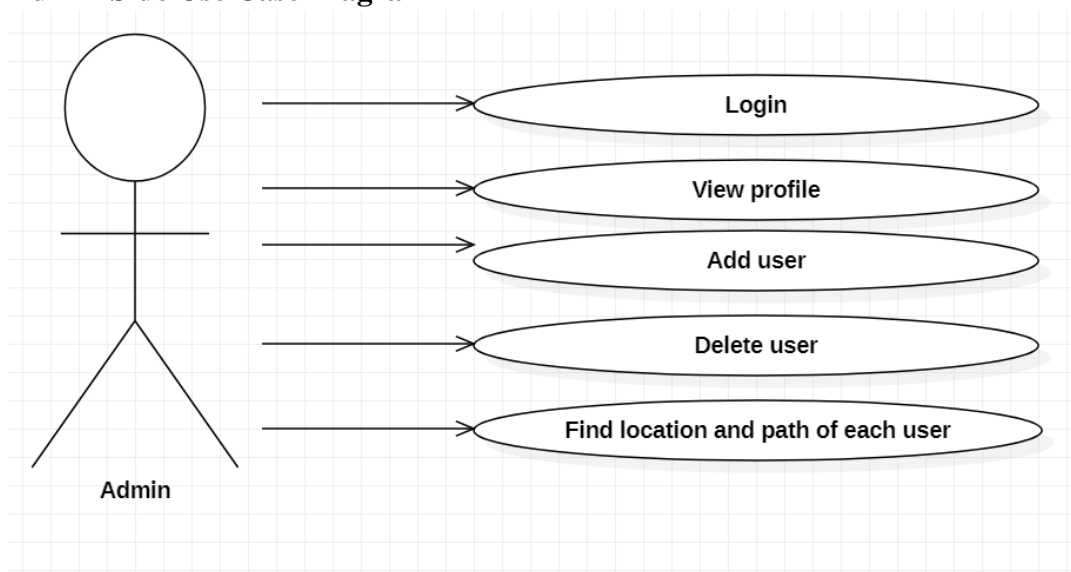 Login
View profile
Add user
Delete user
Find location and path of each user
Admin